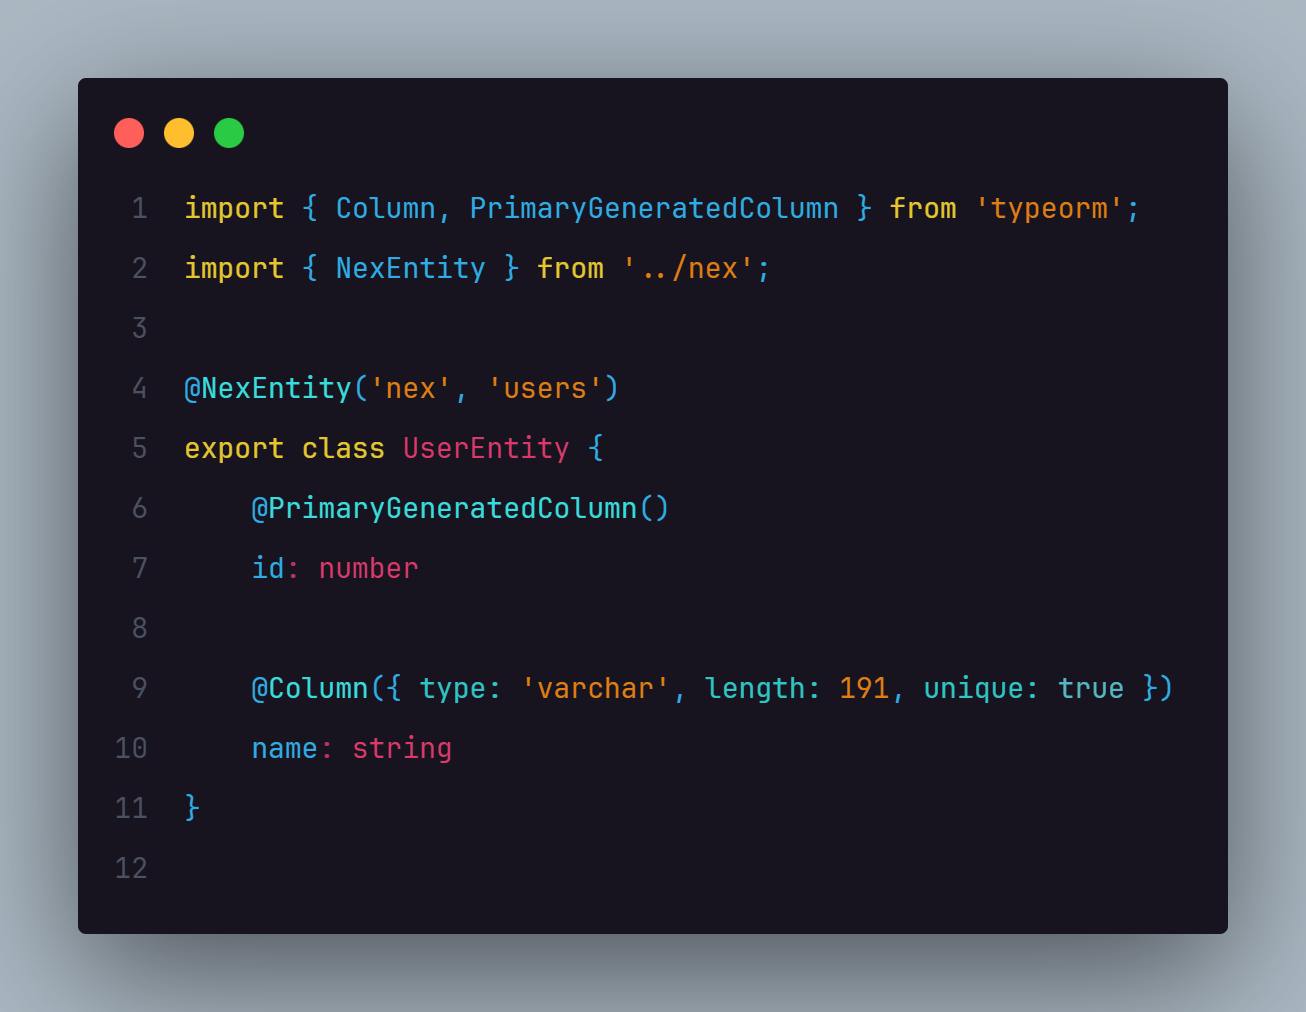 1 import { Column, PrimaryGeneratedColumn } from 'typeorm';
2 import { NexEntity } from '../nex';
3
4 @NexEntity('nex', 'users')
5 export class UserEntity {
6     @PrimaryGeneratedColumn()
7     id: number
8
9     @Column({ type: 'varchar', length: 191, unique: true })
10     name: string
11 }
12